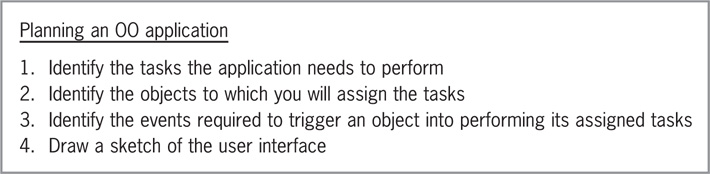 Planning an OO application
1. Identify the tasks the application needs to perform
2. Identify the objects to which you will assign the tasks
3. Identify the events required to trigger an object into performing its assigned tasks
4. Draw a sketch of the user interface